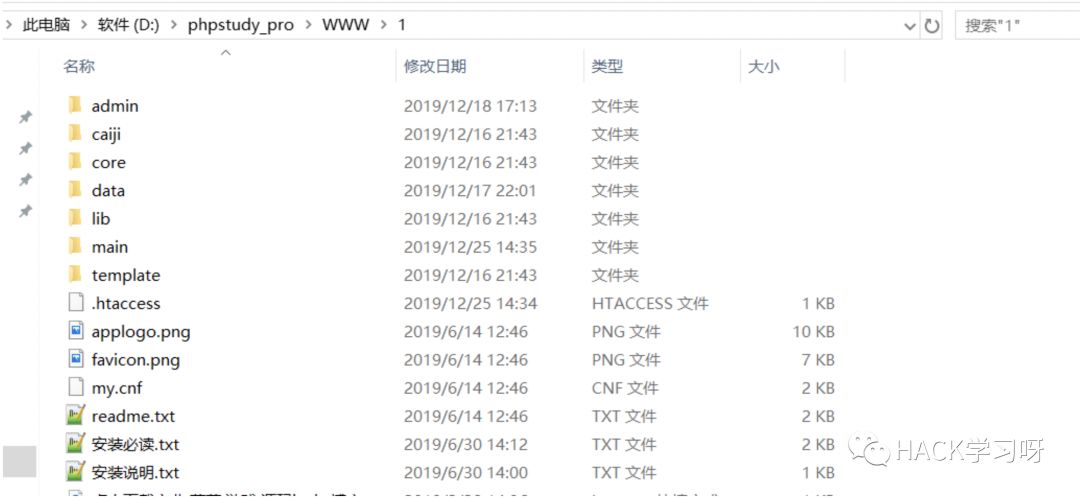 此电脑 软件 (D:) phpstudy_pro WWW 1 搜索"1"
名称 修改日期 类型 大小
admin 2019/12/18 17:13 文件夹
caiji 2019/12/16 21:43 文件夹
core 2019/12/16 21:43 文件夹
data 2019/12/17 22:01 文件夹
lib 2019/12/16 21:43 文件夹
main 2019/12/25 14:35 文件夹
template 2019/12/16 21:43 文件夹
.htaccess 2019/12/25 14:34 HTACCESS 文件 1 KB
applogo.png 2019/6/14 12:46 PNG 文件 10 KB
favicon.png 2019/6/14 12:46 PNG 文件 7 KB
my.cnf 2019/6/14 12:46 CNF 文件 2 KB
readme.txt 2019/6/14 12:46 TXT 文件 2 KB
安装必读.txt 2019/6/30 14:12 TXT 文件 2 KB
安装说明.txt 2019/6/30 14:00 TXT 文件 1 KB
HACK学习呀